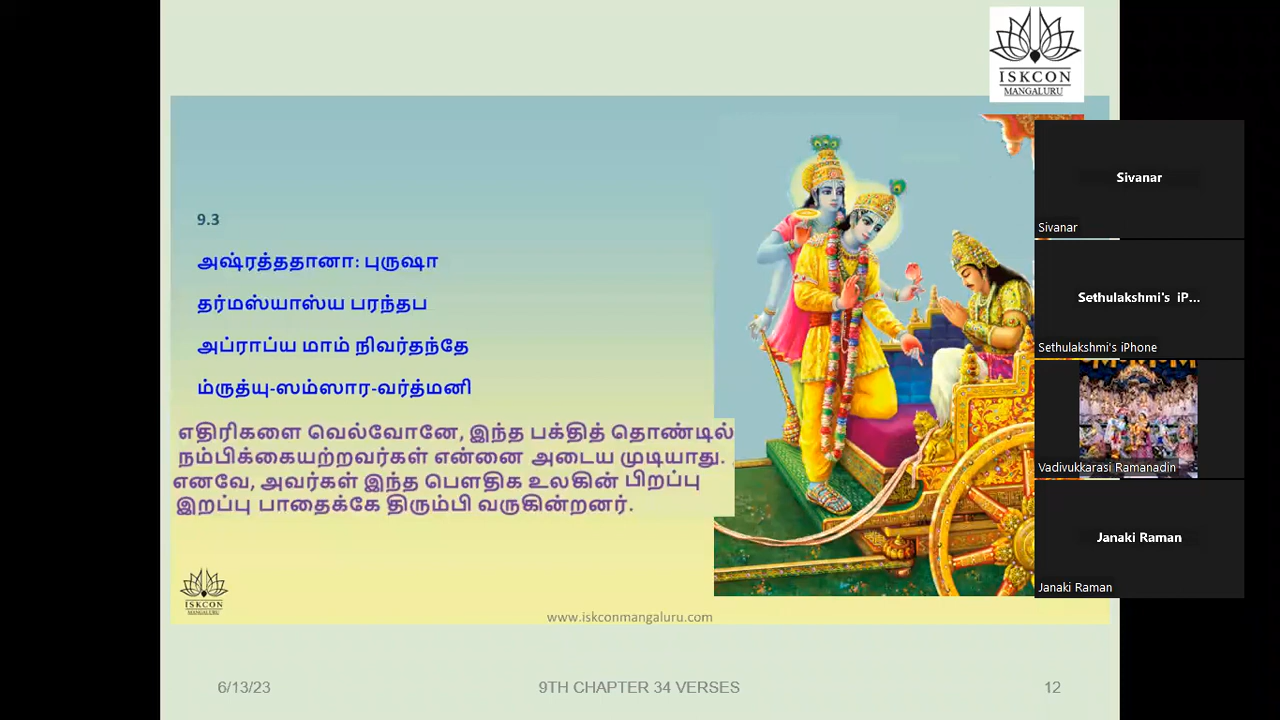 ISKCON
MANGALURU
9.3
அஷ்ரத்ததானா: புருஷா
தர்மஸ்யாஸ்ய பரந்தப
அப்ராப்ய மாம் நிவர்தந்தே
ம்ருத்யு-ஸம்ஸார-வர்த்மனி
எதிரிகளை வெல்வோனே, இந்த பக்தித் தொண்டில்
நம்பிக்கையற்றவர்கள் என்னை அடைய முடியாது.
எனவே, அவர்கள் இந்த பௌதிக உலகின் பிறப்பு
இறப்பு பாதைக்கே திரும்பி வருகின்றனர்.
ISKCON
MANGALURU
www.iskconmangaluru.com
6/13/23
9TH CHAPTER 34 VERSES
12
Sivanar
Sivanar
Sethulakshmi's iP...
Sethulakshmi's iPhone
Vadivukkarasi Ramanadin
Janaki Raman
Janaki Raman